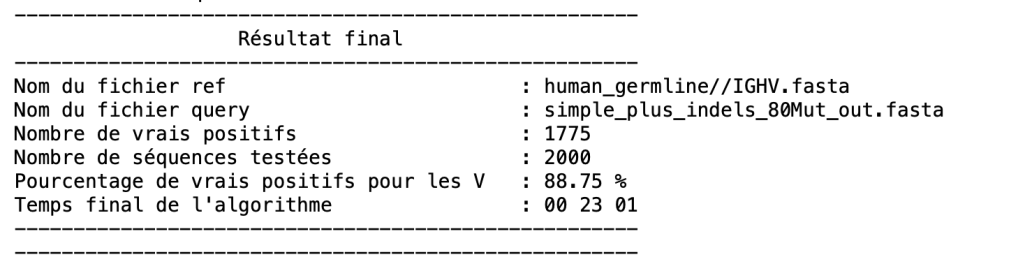 -----------------------------------------------------
Résultat final
-----------------------------------------------------
Nom du fichier ref : human_germline//IGHV.fasta
Nom du fichier query : simple_plus_indels_80Mut_out.fasta
Nombre de vrais positifs : 1775
Nombre de séquences testées : 2000
Pourcentage de vrais positifs pour les V : 88.75 %
Temps final de l'algorithme : 00 23 01
-----------------------------------------------------
-----------------------------------------------------